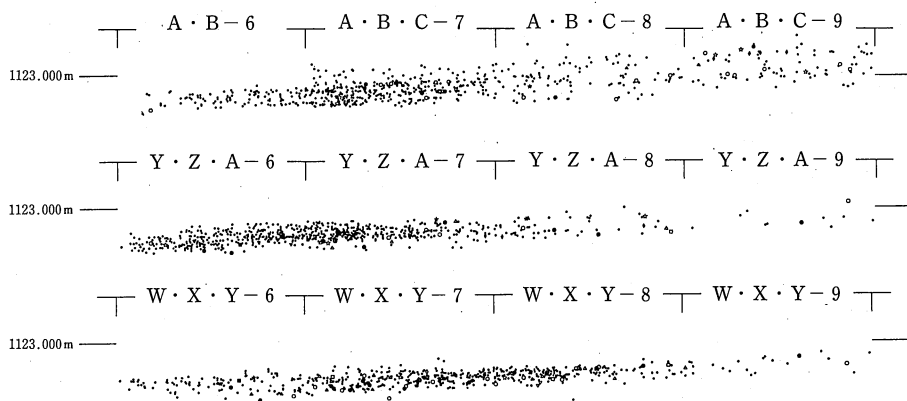 A・B－6 A・B・C－7 A・B・C－8 A・B・C－9
1123.000m
Y・Z・A－6 Y・Z・A－7 Y・Z・A－8 Y・Z・A－9
1123.000m
W・X・Y－6 W・X・Y－7 W・X・Y－8 W・X・Y－9
1123.000m